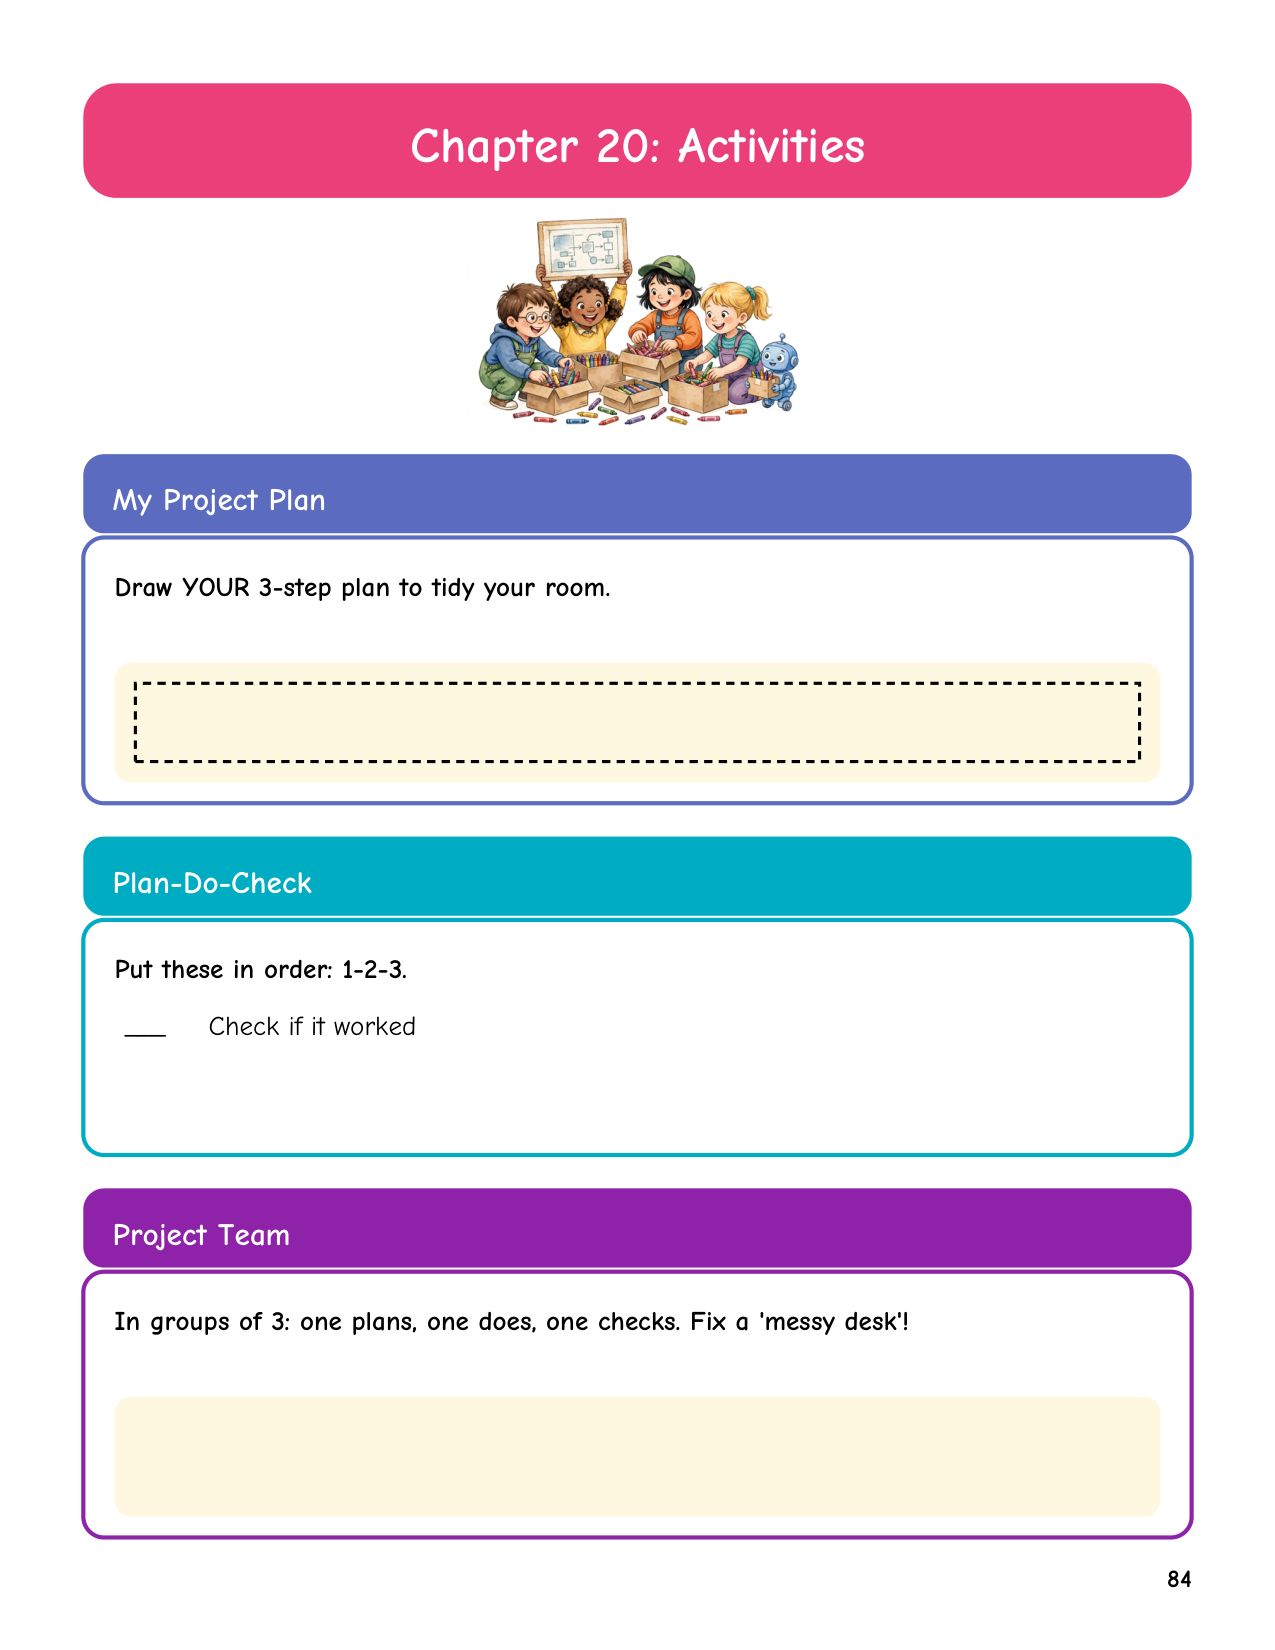 Chapter 20: Activities
My Project Plan
Draw YOUR 3-step plan to tidy your room.
Plan-Do-Check
Put these in order: 1-2-3.
___ Check if it worked
Project Team
In groups of 3: one plans, one does, one checks. Fix a 'messy desk'!
84